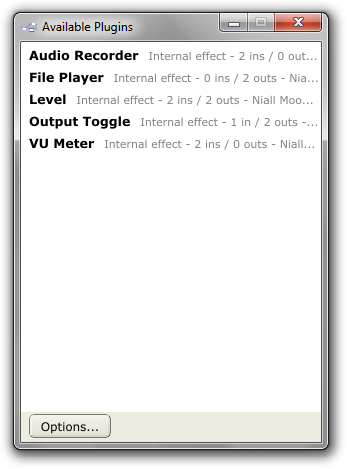 Available Plugins
Audio Recorder Internal effect - 2 ins / 0 out...
File Player Internal effect - 0 ins / 2 outs - Nia...
Level Internal effect - 2 ins / 2 outs - Niall Moo...
Output Toggle Internal effect - 1 in / 2 outs -...
VU Meter Internal effect - 2 ins / 0 outs - Niall...
Options...